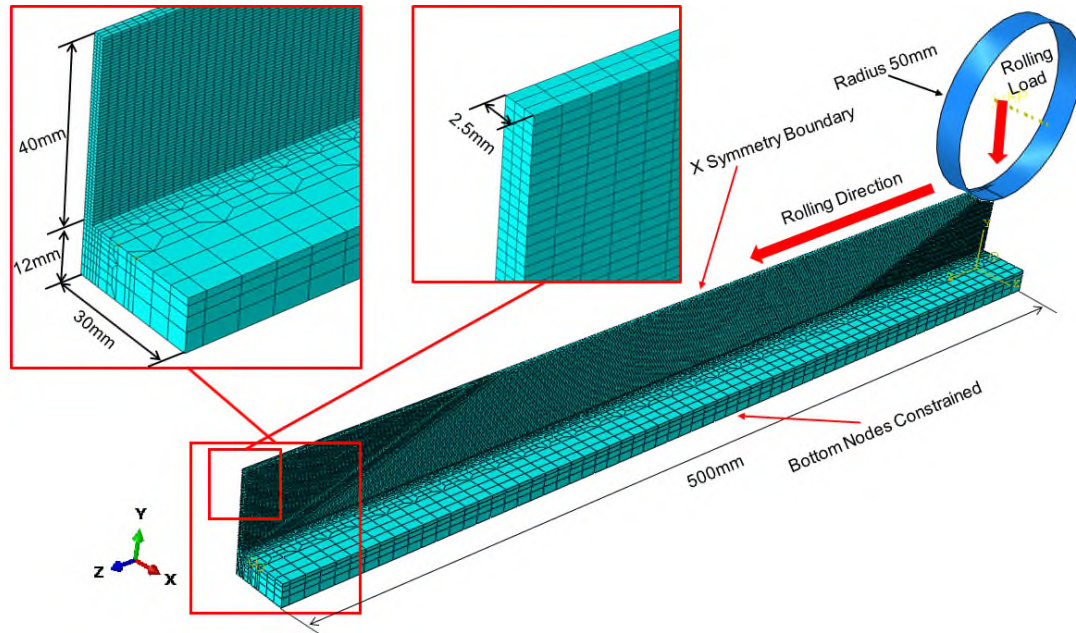 40mm
12mm
30mm
2.5mm
Radius 50mm
Rolling
Load
X Symmetry Boundary
Rolling Direction
Bottom Nodes Constrained
500mm
Y
Z
X